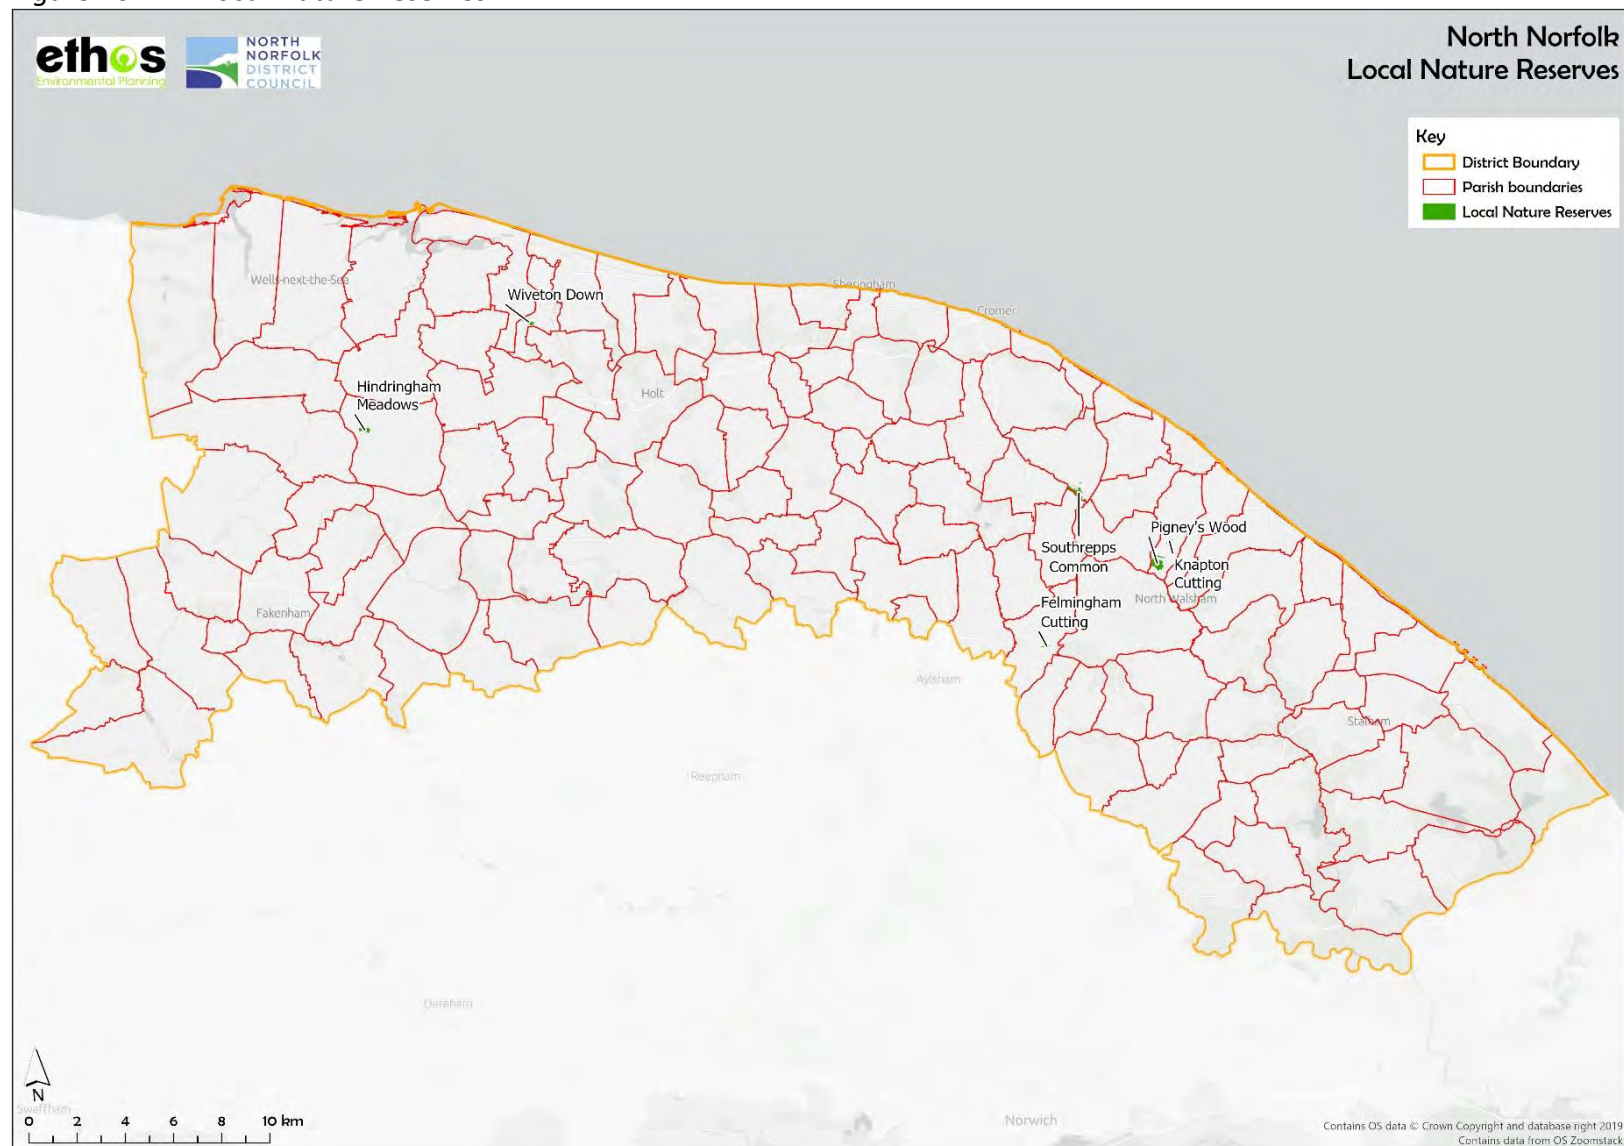 ethos
Environmental Planning
NORTH
NORFOLK
DISTRICT
COUNCIL
North Norfolk
Local Nature Reserves
Key
District Boundary
Parish boundaries
Local Nature Reserves
Wells-next-the-Sea
Sheringham
Wiveton Down
Cromer
Hindringham
Meadows
Holt
Pigney's Wood
Southrepps
Common
Knapton
Cutting
North Walsham
Felmingham
Cutting
Fakenham
Aylsham
Stalham
Reepham
Dereham
N
Swaffham
0 2 4 6 8 10 km
Norwich
Contains OS data © Crown Copyright and database right 2018
Contains data from OS Zoomstack